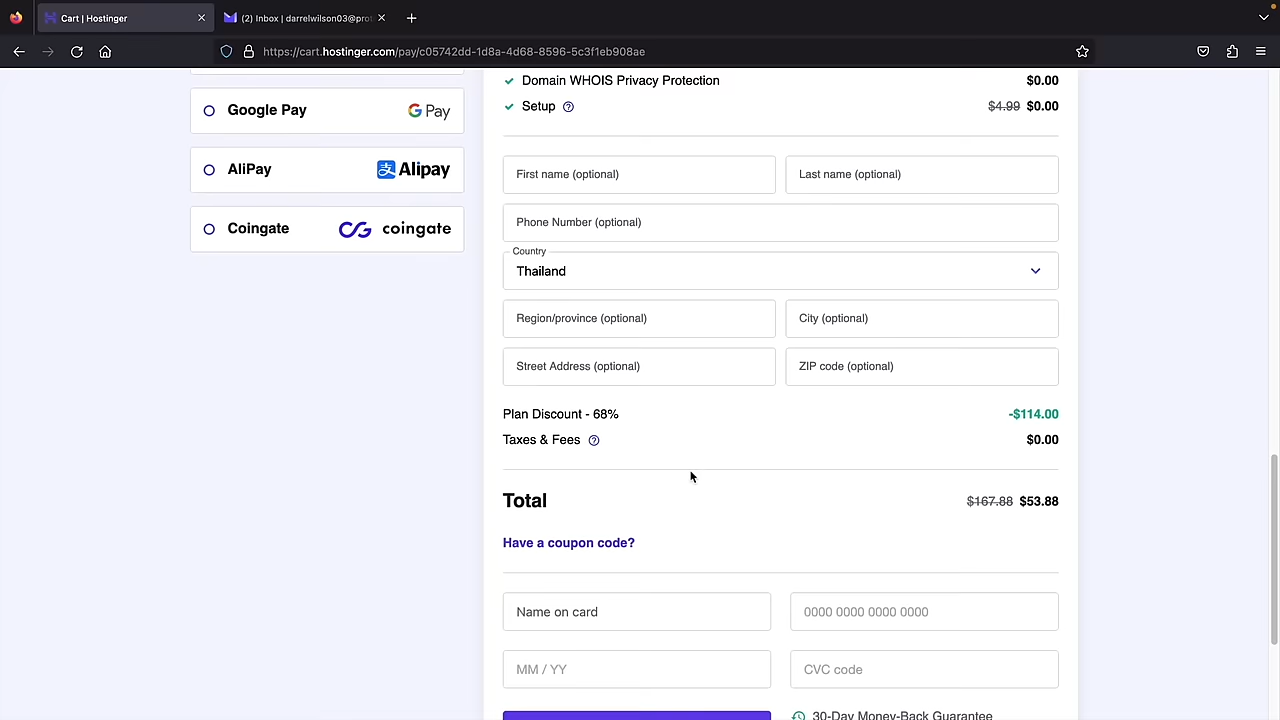 Cart | Hostinger
(2) Inbox | darrelwilson03@prot
https://cart.hostinger.com/pay/c05742dd-1d8a-4d68-8596-5c3f1eb908ae
Google Pay G Pay
AliPay 支 Alipay
Coingate coingate
Domain WHOIS Privacy Protection $0.00
Setup $4.99 $0.00
First name (optional) Last name (optional)
Phone Number (optional)
Country
Thailand
Region/province (optional) City (optional)
Street Address (optional) ZIP code (optional)
Plan Discount - 68% -$114.00
Taxes & Fees $0.00
Total $167.88 $53.88
Have a coupon code?
Name on card 0000 0000 0000 0000
MM / YY CVC code
30-Day Money-Back Guarantee